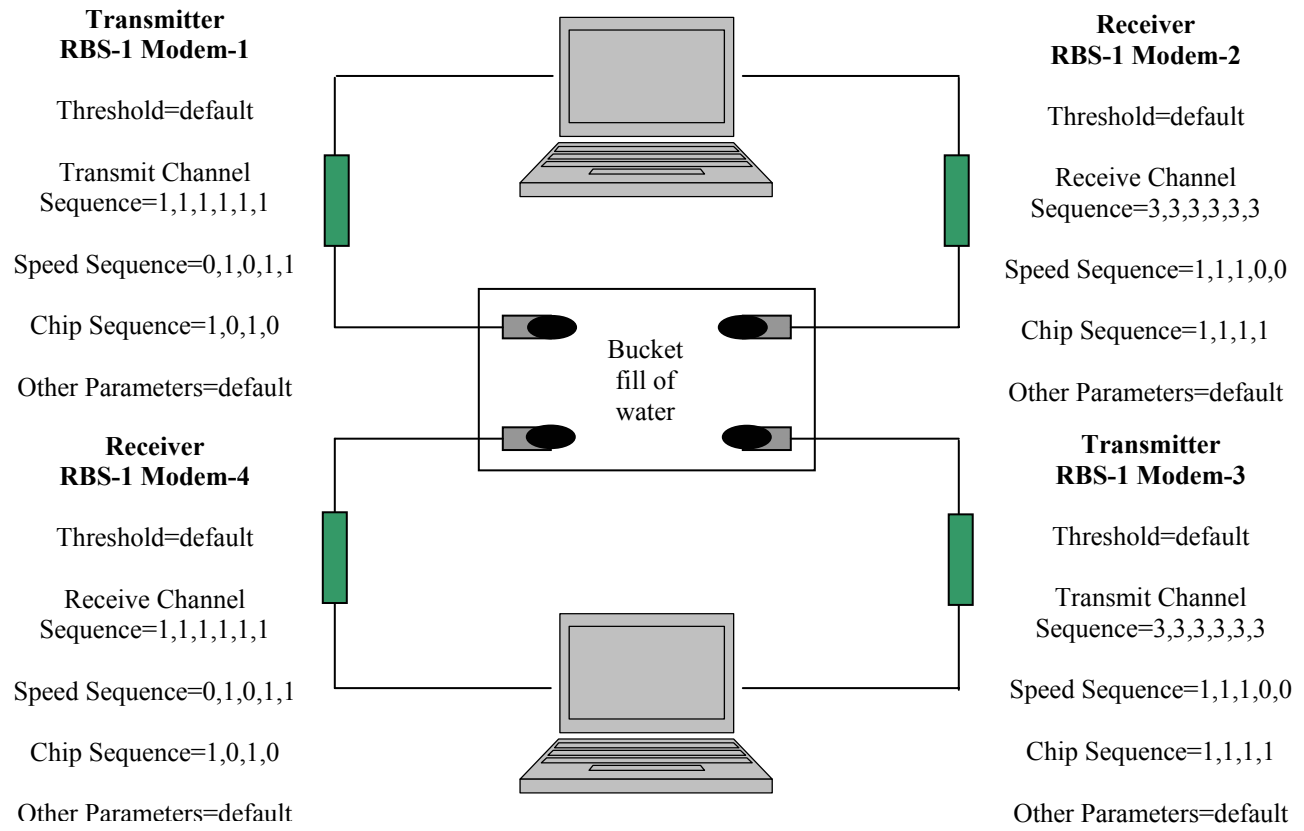 Transmitter
RBS-1 Modem-1
Threshold=default
Transmit Channel
Sequence=1,1,1,1,1,1
Speed Sequence=0,1,0,1,1
Chip Sequence=1,0,1,0
Other Parameters=default
Receiver
RBS-1 Modem-2
Threshold=default
Receive Channel
Sequence=3,3,3,3,3,3
Speed Sequence=1,1,1,0,0
Chip Sequence=1,1,1,1
Other Parameters=default
Bucket
fill of
water
Receiver
RBS-1 Modem-4
Threshold=default
Receive Channel
Sequence=1,1,1,1,1,1
Speed Sequence=0,1,0,1,1
Chip Sequence=1,0,1,0
Other Parameters=default
Transmitter
RBS-1 Modem-3
Threshold=default
Transmit Channel
Sequence=3,3,3,3,3,3
Speed Sequence=1,1,1,0,0
Chip Sequence=1,1,1,1
Other Parameters=default